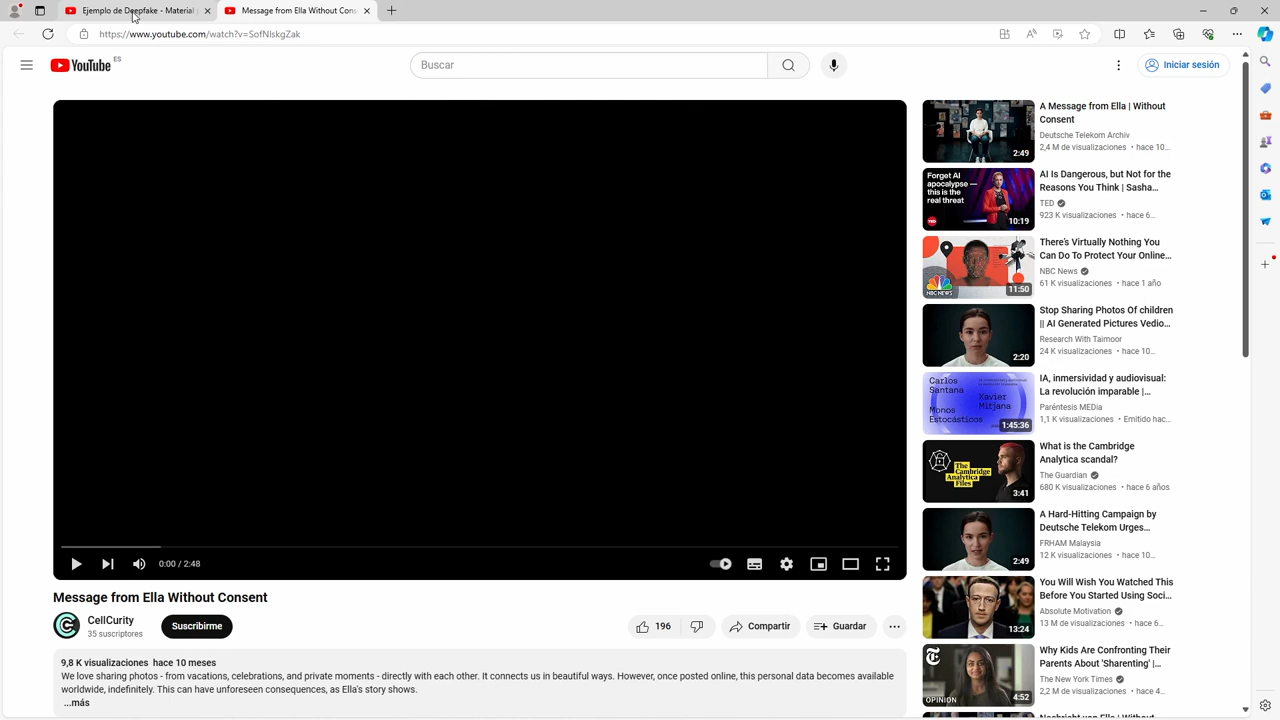 Ejemplo de Deepfake - Material
Message from Ella Without Con
https://www.youtube.com/watch?v=SofNlskgZak
YouTube ES
Buscar
Iniciar sesión
0:00 / 2:48
Message from Ella Without Consent
CellCurity
35 suscriptores
Suscribirme
196
Compartir
Guardar
9,8 K visualizaciones hace 10 meses
We love sharing photos - from vacations, celebrations, and private moments - directly with each other. It connects us in beautiful ways. However, once posted online, this personal data becomes available
worldwide, indefinitely. This can have unforeseen consequences, as Ella's story shows.
...más
2:49
A Message from Ella | Without
Consent
Deutsche Telekom Archiv
2,4 M de visualizaciones • hace 10...
Forget AI
apocalypse —
this is the
real threat
TED
10:19
AI Is Dangerous, but Not for the
Reasons You Think | Sasha...
TED
923 K visualizaciones • hace 6...
NBC NEWS
11:50
There's Virtually Nothing You
Can Do To Protect Your Online...
NBC News
61 K visualizaciones • hace 1 año
2:20
Stop Sharing Photos Of children
|| AI Generated Pictures Vedio...
Research With Taimoor
24 K visualizaciones • hace 10...
Carlos
Santana
Xavier
Mitjana
Monos
Estocásticos
1:45:36
IA, inmersividad y audiovisual:
La revolución imparable |...
Paréntesis MEDia
1,1 K visualizaciones • Emitido hac...
The
Cambridge
Analytica
Files
3:41
What is the Cambridge
Analytica scandal?
The Guardian
680 K visualizaciones • hace 6 años
2:49
A Hard-Hitting Campaign by
Deutsche Telekom Urges...
FRHAM Malaysia
12 K visualizaciones • hace 10...
13:24
You Will Wish You Watched This
Before You Started Using Soci...
Absolute Motivation
13 M de visualizaciones • hace 6...
OPINION
4:52
Why Kids Are Confronting Their
Parents About 'Sharenting' |...
The New York Times
2,2 M de visualizaciones • hace 4...
Nachricht von Ella | Without